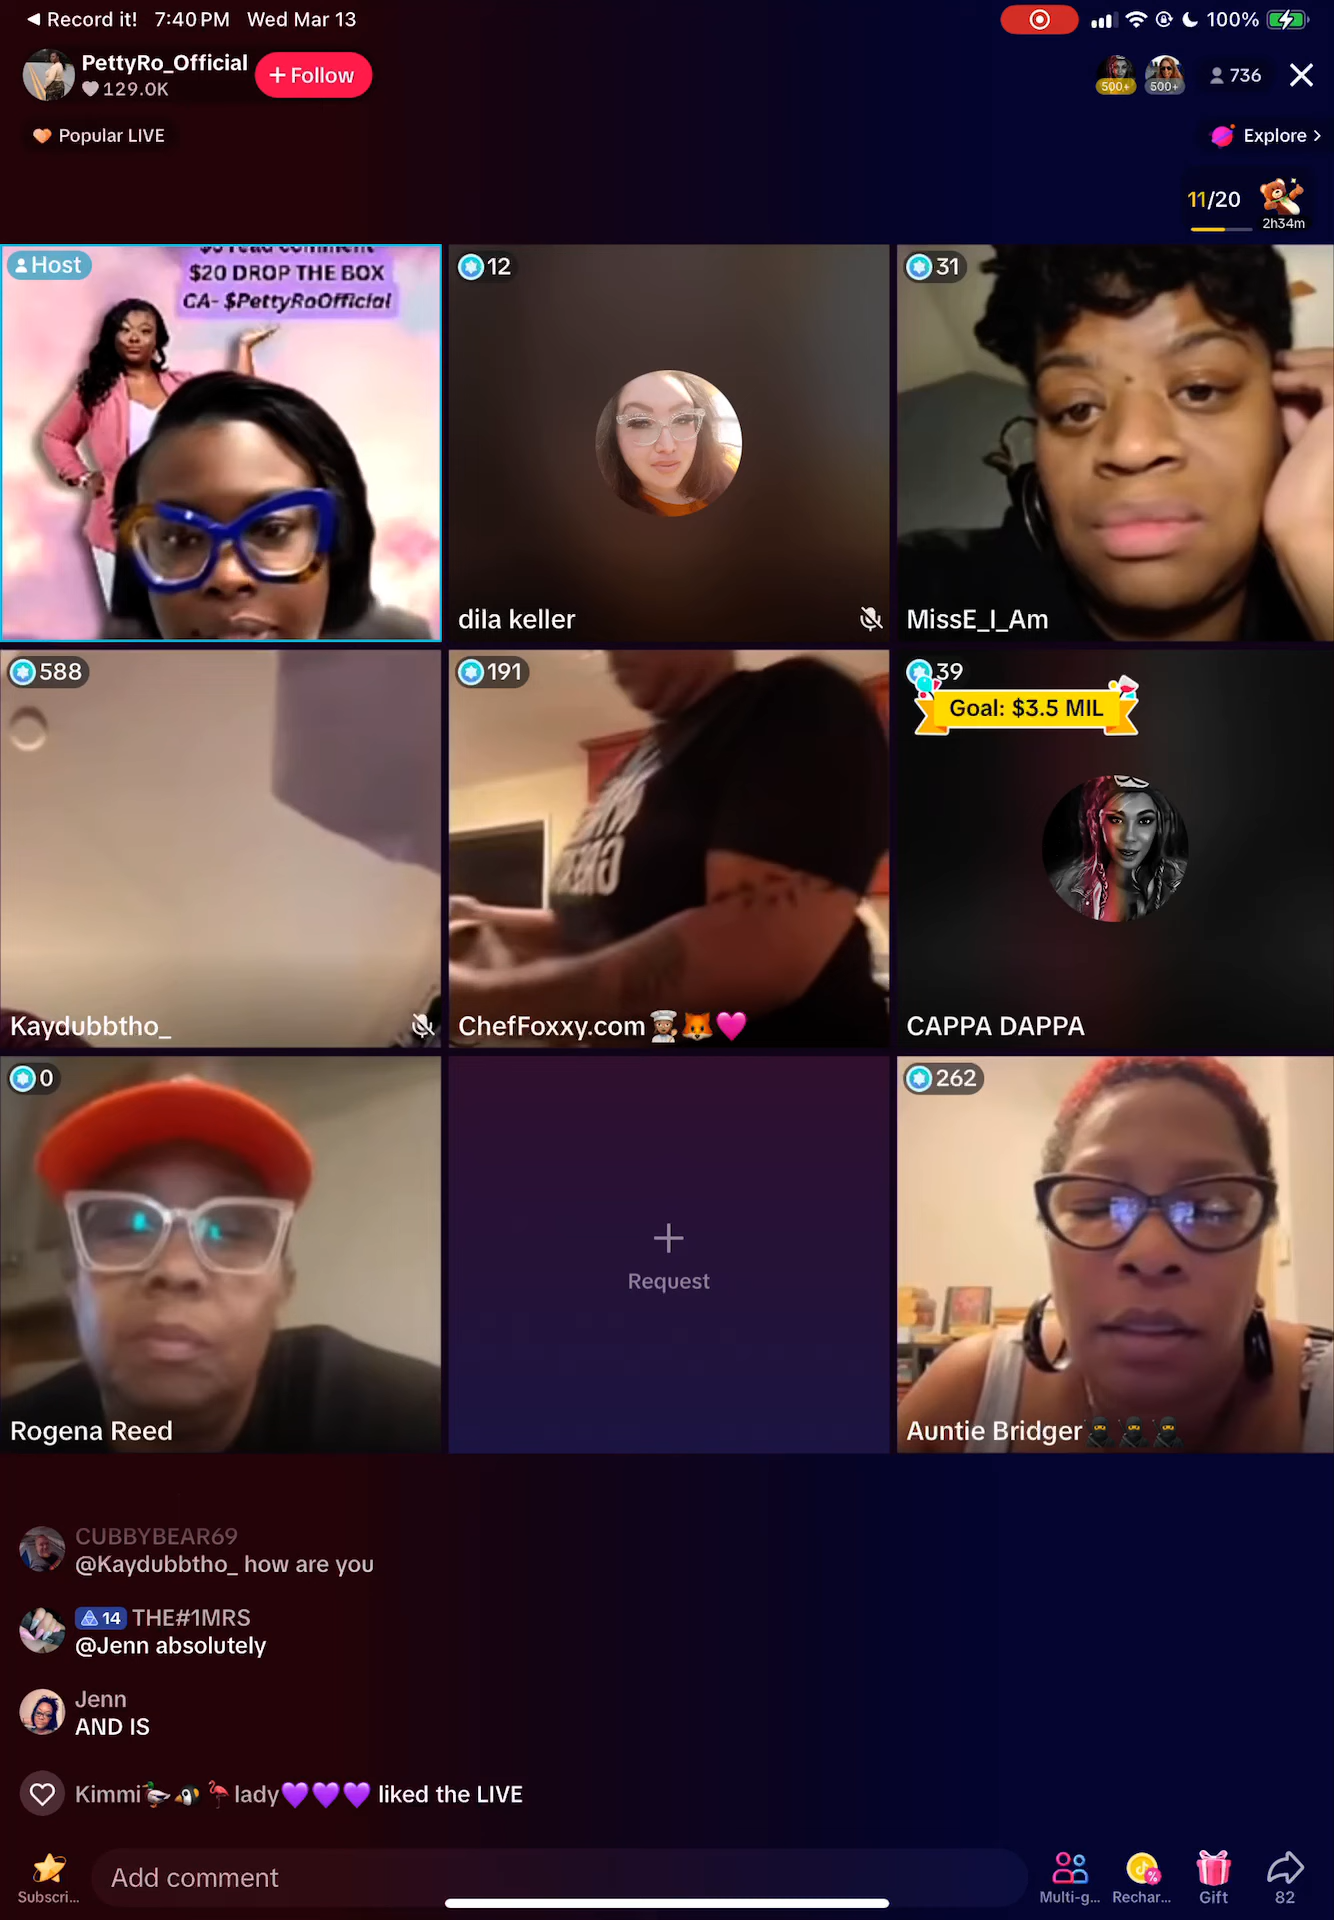 Record it! 7:40 PM Wed Mar 13
100%
PettyRo_Official
+ Follow
129.0K
500+ 500+ 736
Popular LIVE
Explore >
11/20
2h34m
Host
$5 read comment
$20 DROP THE BOX
CA- $PettyRoOfficial
12
dila keller
31
MissE_I_Am
588
Kaydubbtho_
191
ChefFoxxy.com
39
Goal: $3.5 MIL
CAPPA DAPPA
0
Rogena Reed
Request
262
Auntie Bridger
CUBBYBEAR69
@Kaydubbtho_ how are you
14 THE#1MRS
@Jenn absolutely
Jenn
AND IS
Kimmi lady liked the LIVE
Add comment
Subscri...
Multi-g...
Rechar...
Gift
82